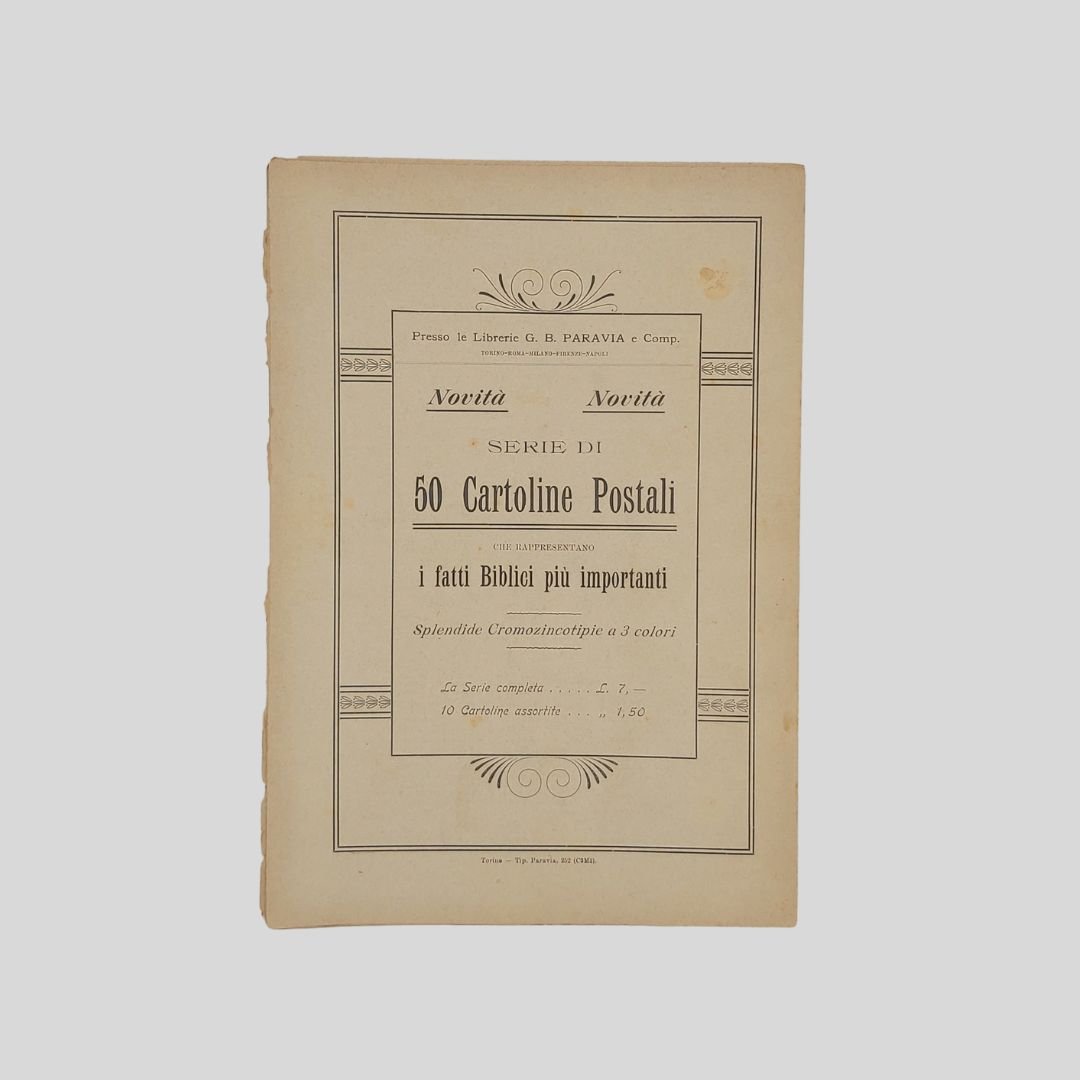 Presso le Librerie G. B. PARAVIA e Comp.
TORINO-ROMA-MILANO-FIRENZE-NAPOLI
Novità Novità
SERIE DI
50 Cartoline Postali
CHE RAPPRESENTANO
i fatti Biblici più importanti
Splendide Cromozincotipie a 3 colori
La Serie completa . . . . . L. 7,—
10 Cartoline assortite . . . „ 1,50
Torino — Tip. Paravia, 252